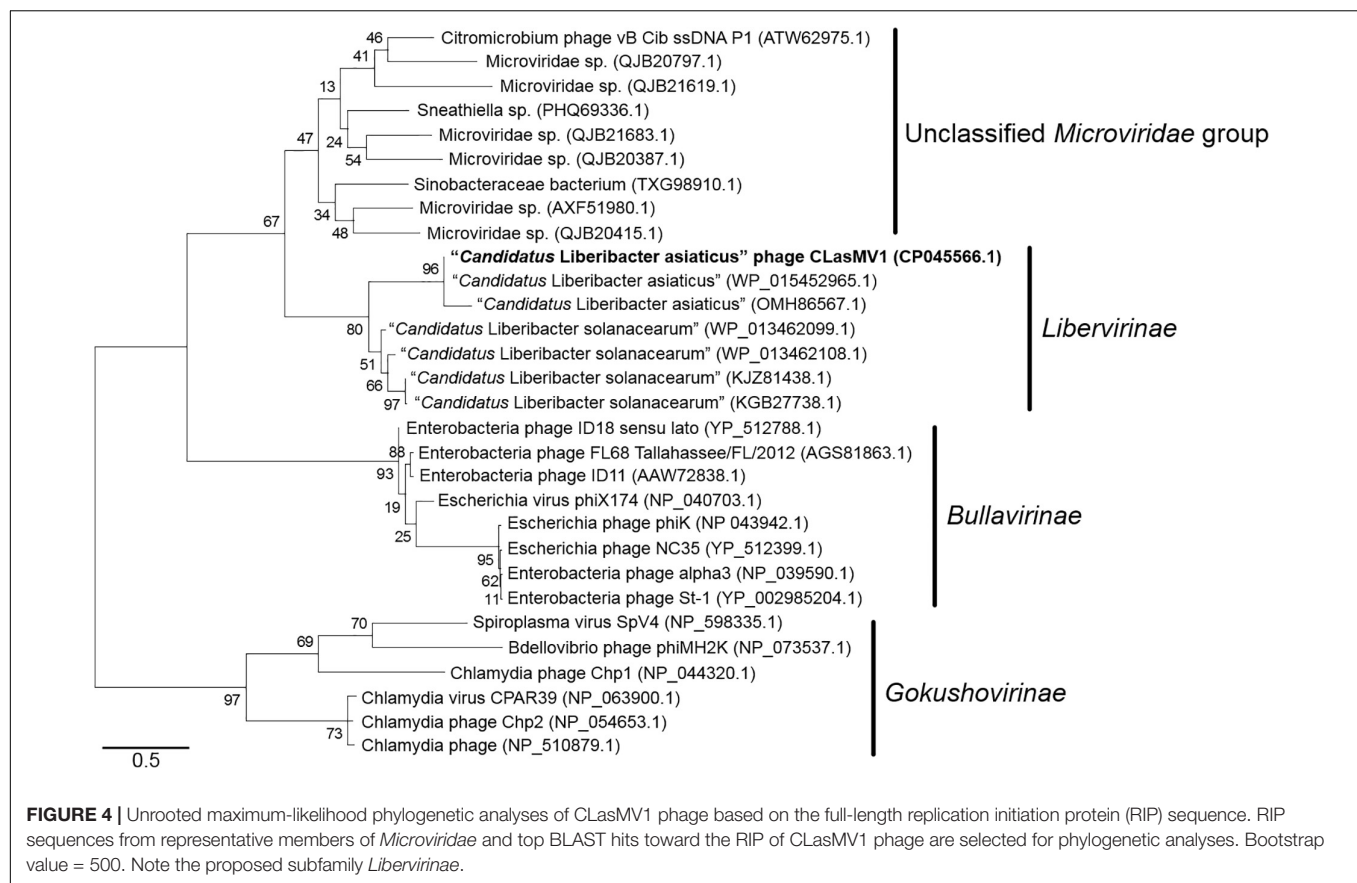 46
Citromicrobium phage vB Cib ssDNA P1 (ATW62975.1)
41
Microviridae sp. (QJB20797.1)
Microviridae sp. (QJB21619.1)
13
Sneathiella sp. (PHQ69336.1)
47
24
Microviridae sp. (QJB21683.1)
54
Microviridae sp. (QJB20387.1)
Unclassified Microviridae group
Sinobacteraceae bacterium (TXG98910.1)
34
Microviridae sp. (AXF51980.1)
67
48
Microviridae sp. (QJB20415.1)
“Candidatus Liberibacter asiaticus” phage CLasMV1 (CP045566.1)
96
“Candidatus Liberibacter asiaticus” (WP_015452965.1)
“Candidatus Liberibacter asiaticus” (OMH86567.1)
80
“Candidatus Liberibacter solanacearum” (WP_013462099.1)
Libervirinae
51
“Candidatus Liberibacter solanacearum” (WP_013462108.1)
66
“Candidatus Liberibacter solanacearum” (KJZ81438.1)
97
“Candidatus Liberibacter solanacearum” (KGB27738.1)
Enterobacteria phage ID18 sensu lato (YP_512788.1)
88
Enterobacteria phage FL68 Tallahassee/FL/2012 (AGS81863.1)
93
Enterobacteria phage ID11 (AAW72838.1)
19
Escherichia virus phiX174 (NP_040703.1)
25
Escherichia phage phiK (NP 043942.1)
Bullavirinae
95
Escherichia phage NC35 (YP_512399.1)
62
Enterobacteria phage alpha3 (NP_039590.1)
11
Enterobacteria phage St-1 (YP_002985204.1)
70
Spiroplasma virus SpV4 (NP_598335.1)
69
Bdellovibrio phage phiMH2K (NP_073537.1)
Chlamydia phage Chp1 (NP_044320.1)
97
Chlamydia virus CPAR39 (NP_063900.1)
Gokushovirinae
Chlamydia phage Chp2 (NP_054653.1)
73
Chlamydia phage (NP_510879.1)
0.5
FIGURE 4 | Unrooted maximum-likelihood phylogenetic analyses of CLasMV1 phage based on the full-length replication initiation protein (RIP) sequence. RIP
sequences from representative members of Microviridae and top BLAST hits toward the RIP of CLasMV1 phage are selected for phylogenetic analyses. Bootstrap
value = 500. Note the proposed subfamily Libervirinae.